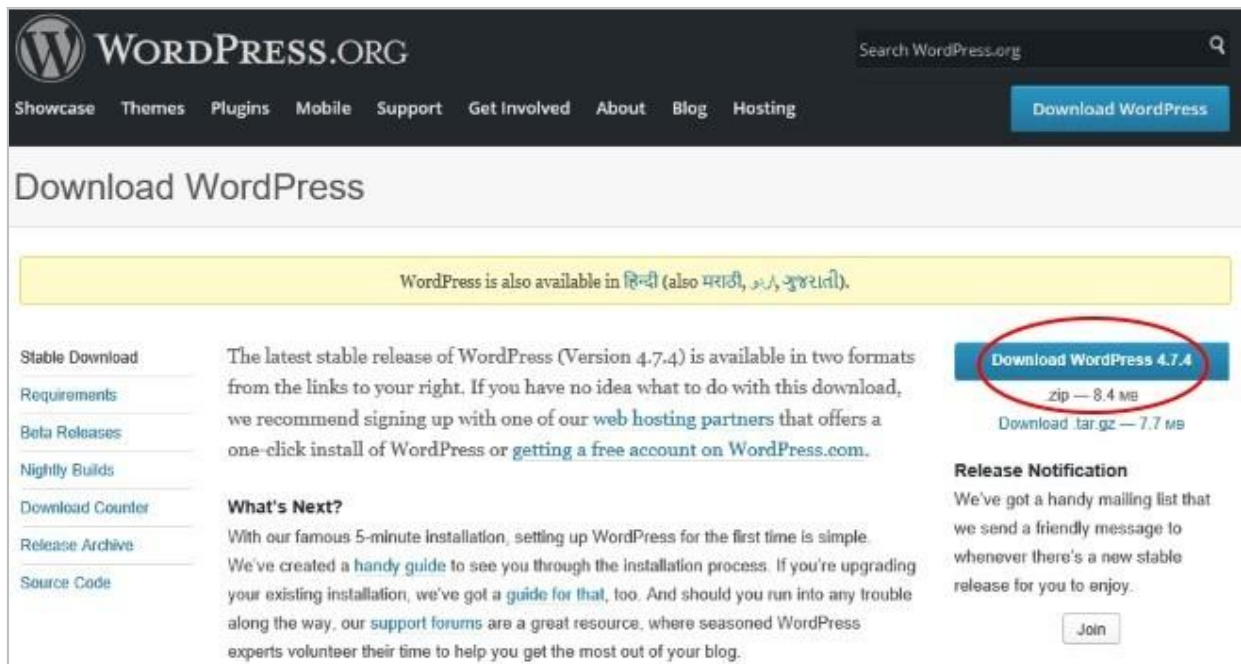 WORDPRESS.ORG
Search WordPress.org
Showcase Themes Plugins Mobile Support Get Involved About Blog Hosting
Download WordPress
Download WordPress
WordPress is also available in हिन्दी (also मराठी, اردو, ગુજરાતી).
Stable Download
Requirements
Beta Releases
Nightly Builds
Download Counter
Release Archive
Source Code
The latest stable release of WordPress (Version 4.7.4) is available in two formats
from the links to your right. If you have no idea what to do with this download,
we recommend signing up with one of our web hosting partners that offers a
one-click install of WordPress or getting a free account on WordPress.com.
What's Next?
With our famous 5-minute installation, setting up WordPress for the first time is simple.
We've created a handy guide to see you through the installation process. If you're upgrading
your existing installation, we've got a guide for that, too. And should you run into any trouble
along the way, our support forums are a great resource, where seasoned WordPress
experts volunteer their time to help you get the most out of your blog.
Download WordPress 4.7.4
.zip — 8.4 MB
Download .tar.gz — 7.7 MB
Release Notification
We've got a handy mailing list that
we send a friendly message to
whenever there's a new stable
release for you to enjoy.
Join